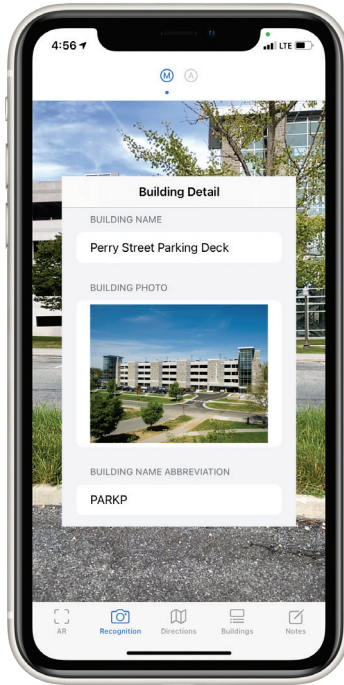 4:56
LTE
M A
Building Detail
BUILDING NAME
Perry Street Parking Deck
BUILDING PHOTO
BUILDING NAME ABBREVIATION
PARKP
AR Recognition Directions Buildings Notes